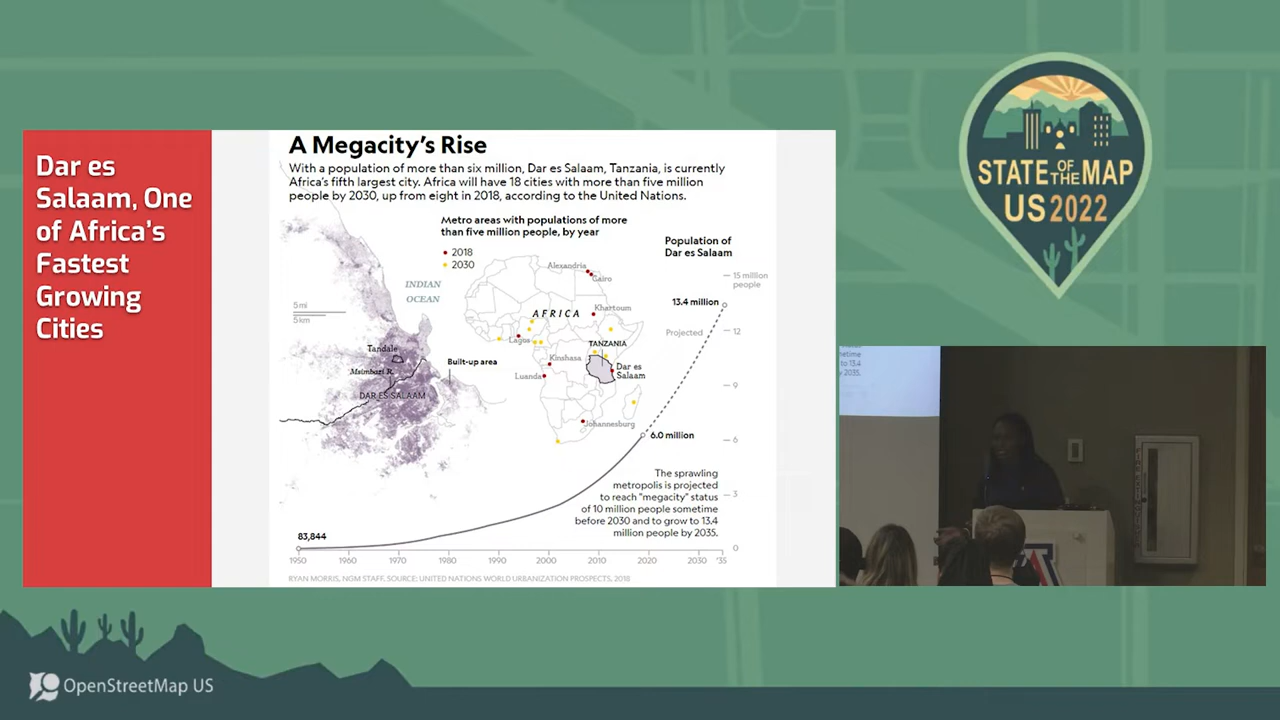 Dar es
Salaam, One
of Africa's
Fastest
Growing
Cities
A Megacity's Rise
With a population of more than six million, Dar es Salaam, Tanzania, is currently
Africa's fifth largest city. Africa will have 18 cities with more than five million
people by 2030, up from eight in 2018, according to the United Nations.
Metro areas with populations of more
than five million people, by year
2018
2030
INDIAN
OCEAN
5 mi
5 km
Tandale
Msimbazi R.
DAR ES SALAAM
Built-up area
Alexandria
Cairo
AFRICA
Khartoum
Lagos
TANZANIA
Kinshasa
Dar es
Salaam
Luanda
Johannesburg
Population of
Dar es Salaam
15 million
people
13.4 million
Projected
12
9
6.0 million
6
The sprawling
metropolis is projected
to reach "megacity" status
of 10 million people sometime
before 2030 and to grow to 13.4
million people by 2035.
3
0
83,844
1950 1960 1970 1980 1990 2000 2010 2020 2030 '35
RYAN MORRIS, NGM STAFF. SOURCE: UNITED NATIONS WORLD URBANIZATION PROSPECTS, 2018
STATE OF THE MAP
US 2022
to 13.4
2035.
OpenStreetMap US